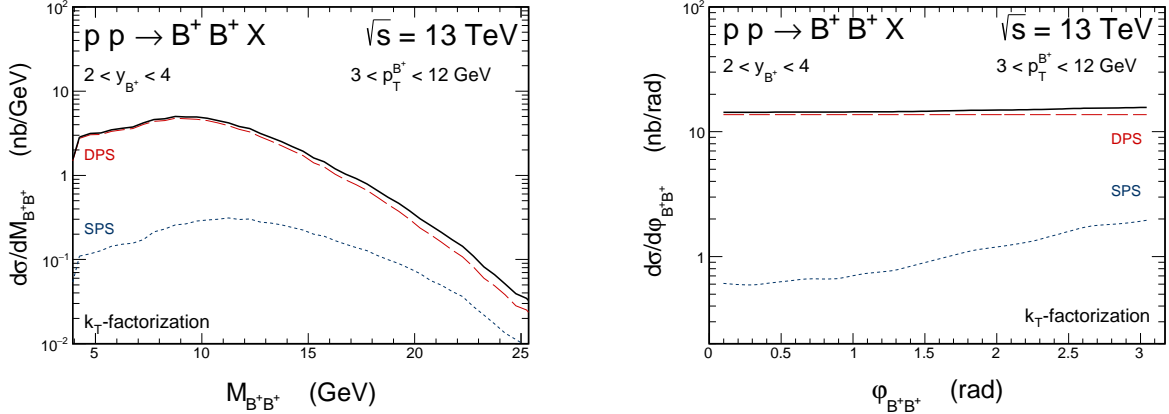 p p → B⁺ B⁺ X √s = 13 TeV
2 < y_B⁺ < 4 3 < p_T^B⁺ < 12 GeV
DPS
SPS
k_T-factorization
dσ/dM_B⁺B⁺ (nb/GeV)
10²
10
1
10⁻¹
10⁻²
5 10 15 20 25
M_B⁺B⁺ (GeV)
p p → B⁺ B⁺ X √s = 13 TeV
2 < y_B⁺ < 4 3 < p_T^B⁺ < 12 GeV
DPS
SPS
k_T-factorization
dσ/dφ_B⁺B⁺ (nb/rad)
10²
10
1
0 0.5 1 1.5 2 2.5 3
φ_B⁺B⁺ (rad)